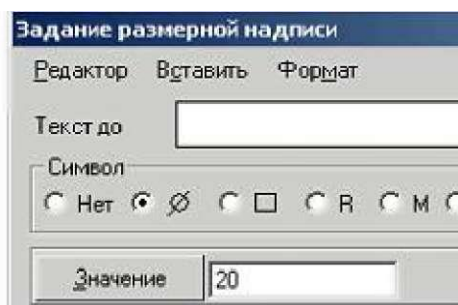 Задание размерной надписи
Редактор Вставить Формат
Текст до
Символ
Нет Ø □ R M
Значение 20